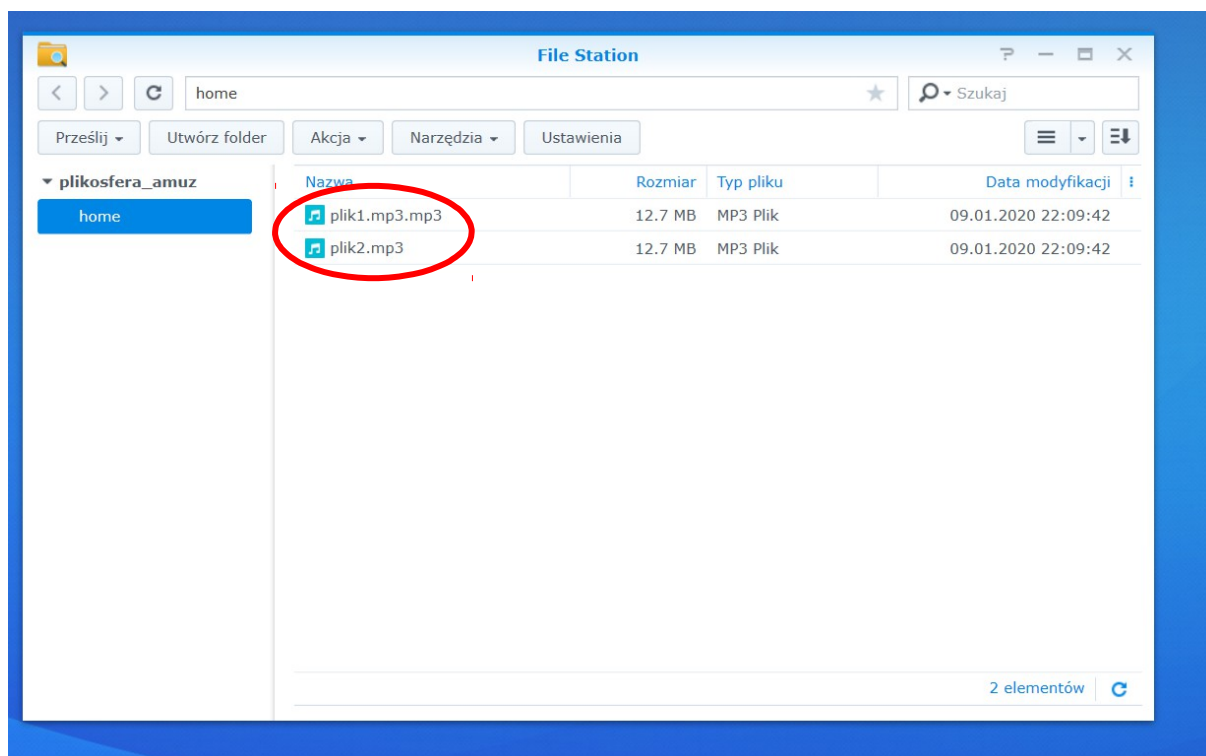 File Station
home
Szukaj
Prześlij
Utwórz folder
Akcja
Narzędzia
Ustawienia
plikosfera_amuz
home
Nazwa Rozmiar Typ pliku Data modyfikacji
plik1.mp3.mp3 12.7 MB MP3 Plik 09.01.2020 22:09:42
plik2.mp3 12.7 MB MP3 Plik 09.01.2020 22:09:42
2 elementów